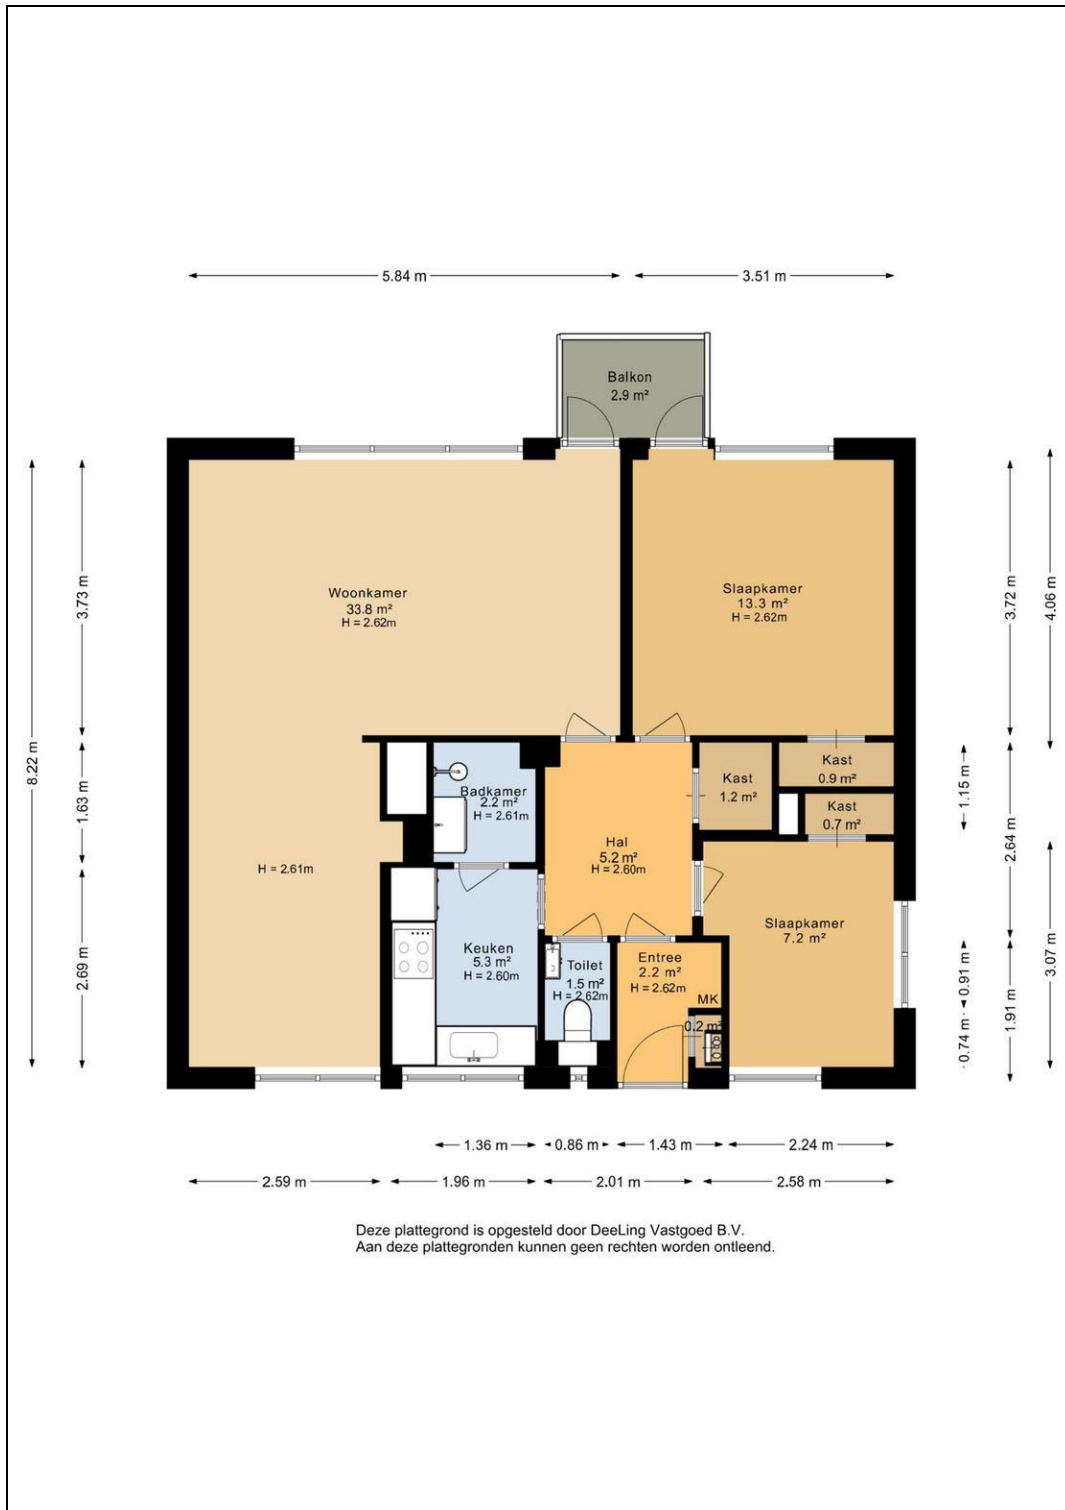 5.84 m
3.51 m
Balkon
2.9 m²
Woonkamer
33.8 m²
H = 2.62m
Slaapkamer
13.3 m²
H = 2.62m
3.73 m
3.72 m
4.06 m
8.22 m
1.63 m
Badkamer
2.2 m²
H = 2.61m
Kast
1.2 m²
Kast
0.9 m²
Kast
0.7 m²
1.15 m
2.64 m
Hal
5.2 m²
H = 2.60m
H = 2.61m
Keuken
5.3 m²
H = 2.60m
Toilet
1.5 m²
H = 2.62m
Entree
2.2 m²
H = 2.62m
MK
0.2 m²
Slaapkamer
7.2 m²
2.69 m
0.91 m
0.74 m
1.91 m
3.07 m
1.36 m
0.86 m
1.43 m
2.24 m
2.59 m
1.96 m
2.01 m
2.58 m
Deze plattegrond is opgesteld door DeeLing Vastgoed B.V.
Aan deze plattegronden kunnen geen rechten worden ontleend.